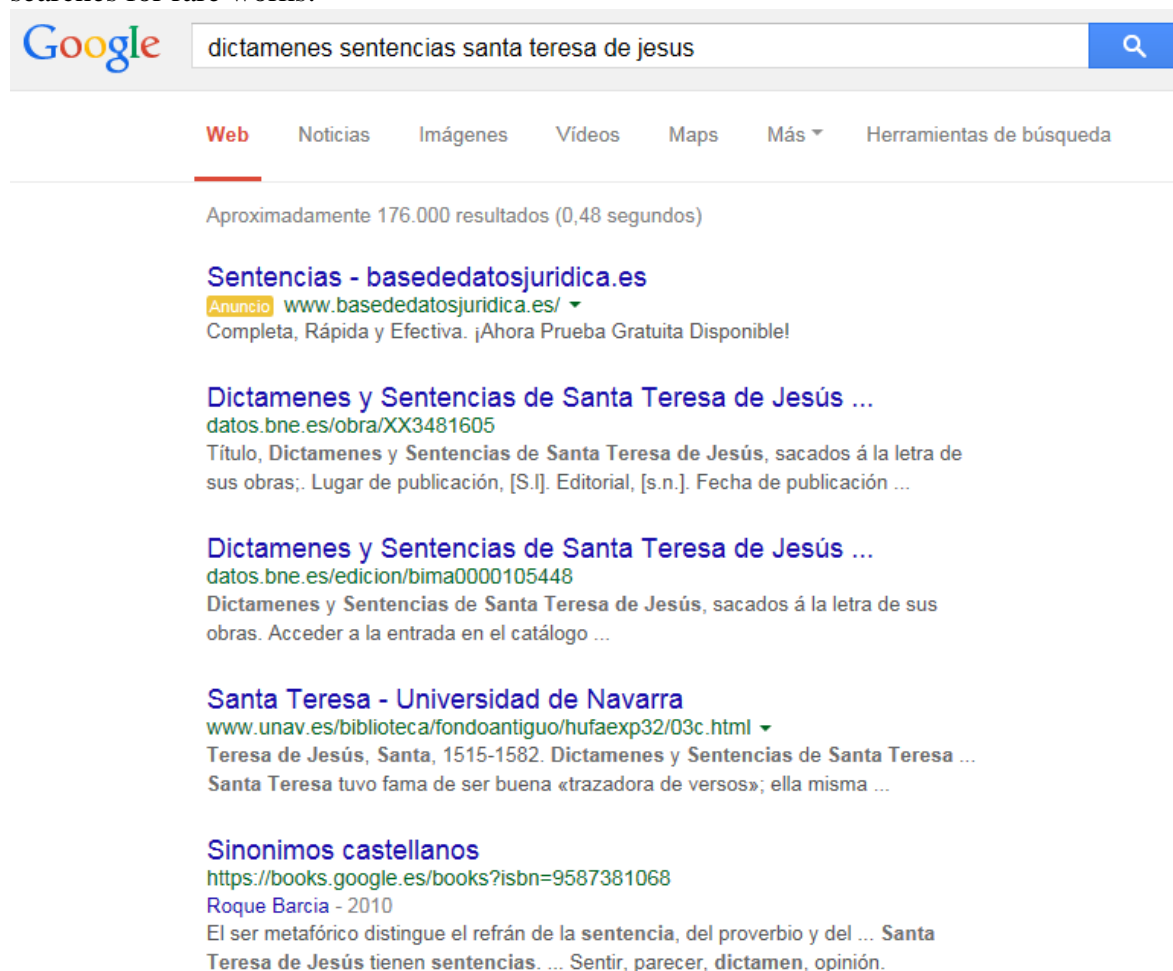 searches for rare works.
Google
dictamenes sentencias santa teresa de jesus
Web Noticias Imágenes Vídeos Maps Más Herramientas de búsqueda
Aproximadamente 176.000 resultados (0,48 segundos)
Sentencias - basededatosjuridica.es
Anuncio www.basededatosjuridica.es/
Completa, Rápida y Efectiva. ¡Ahora Prueba Gratuita Disponible!
Dictamenes y Sentencias de Santa Teresa de Jesús ...
datos.bne.es/obra/XX3481605
Título, Dictamenes y Sentencias de Santa Teresa de Jesús, sacados á la letra de
sus obras;. Lugar de publicación, [S.l]. Editorial, [s.n.]. Fecha de publicación ...
Dictamenes y Sentencias de Santa Teresa de Jesús ...
datos.bne.es/edicion/bima0000105448
Dictamenes y Sentencias de Santa Teresa de Jesús, sacados á la letra de sus
obras. Acceder a la entrada en el catálogo ...
Santa Teresa - Universidad de Navarra
www.unav.es/biblioteca/fondoantiguo/hufaexp32/03c.html
Teresa de Jesús, Santa, 1515-1582. Dictamenes y Sentencias de Santa Teresa ...
Santa Teresa tuvo fama de ser buena «trazadora de versos»; ella misma ...
Sinonimos castellanos
https://books.google.es/books?isbn=9587381068
Roque Barcia - 2010
El ser metafórico distingue el refrán de la sentencia, del proverbio y del ... Santa
Teresa de Jesús tienen sentencias. ... Sentir, parecer, dictamen, opinión.